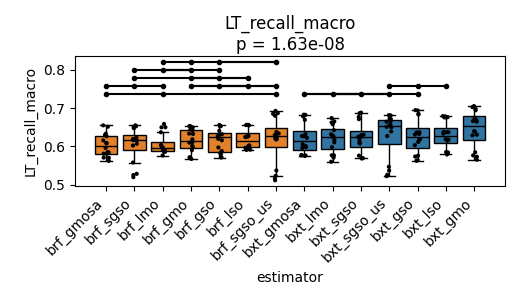 LT_recall_macro
p = 1.63e-08
LT_recall_macro
0.8
0.7
0.6
0.5
brf_gmosa
brf_sgso
brf_lmo
brf_gmo
brf_gso
brf_lso
brf_sgso_us
bxt_gmosa
bxt_lmo
bxt_sgso
bxt_sgso_us
bxt_gso
bxt_lso
bxt_gmo
estimator